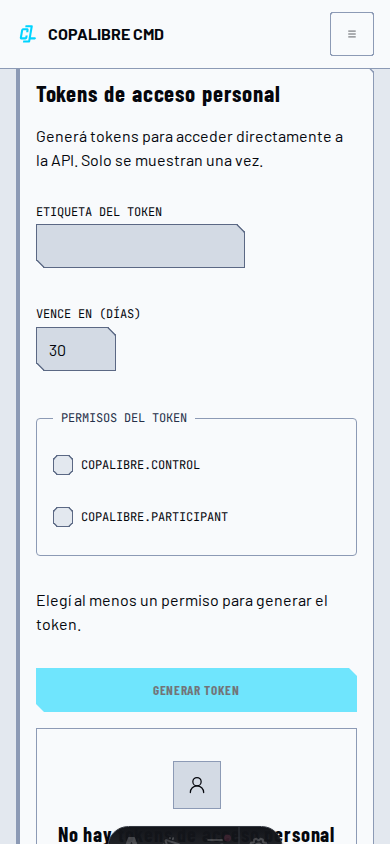 COPALIBRE CMD
Tokens de acceso personal
Generá tokens para acceder directamente a
la API. Solo se muestran una vez.
ETIQUETA DEL TOKEN
VENCE EN (DÍAS)
30
PERMISOS DEL TOKEN
COPALIBRE.CONTROL
COPALIBRE.PARTICIPANT
Elegí al menos un permiso para generar el
token.
GENERAR TOKEN
No hay personal